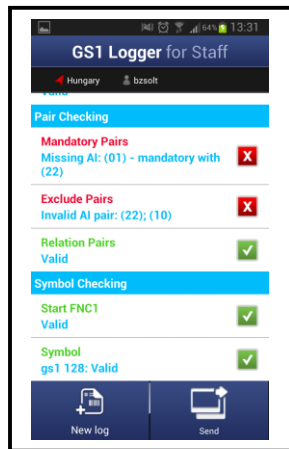 64% 13:31
GS1 Logger for Staff
Hungary bzsolt
Valid
Pair Checking
Mandatory Pairs
Missing AI: (01) - mandatory with
(22)
X
Exclude Pairs
Invalid AI pair: (22); (10)
X
Relation Pairs
Valid
Symbol Checking
Start FNC1
Valid
Symbol
gs1 128: Valid
New log Send